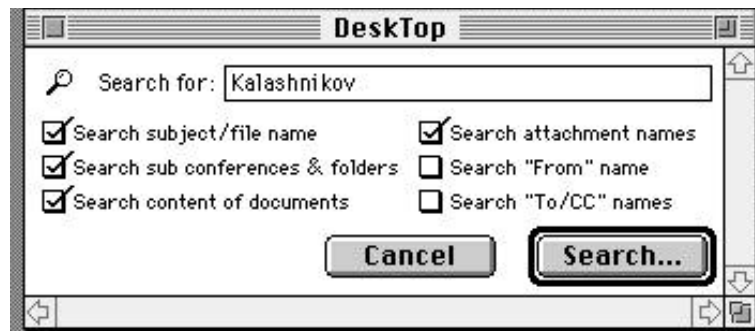 DeskTop
Search for: Kalashnikov
Search subject/file name
Search attachment names
Search sub conferences & folders
Search "From" name
Search content of documents
Search "To/CC" names
Cancel
Search...